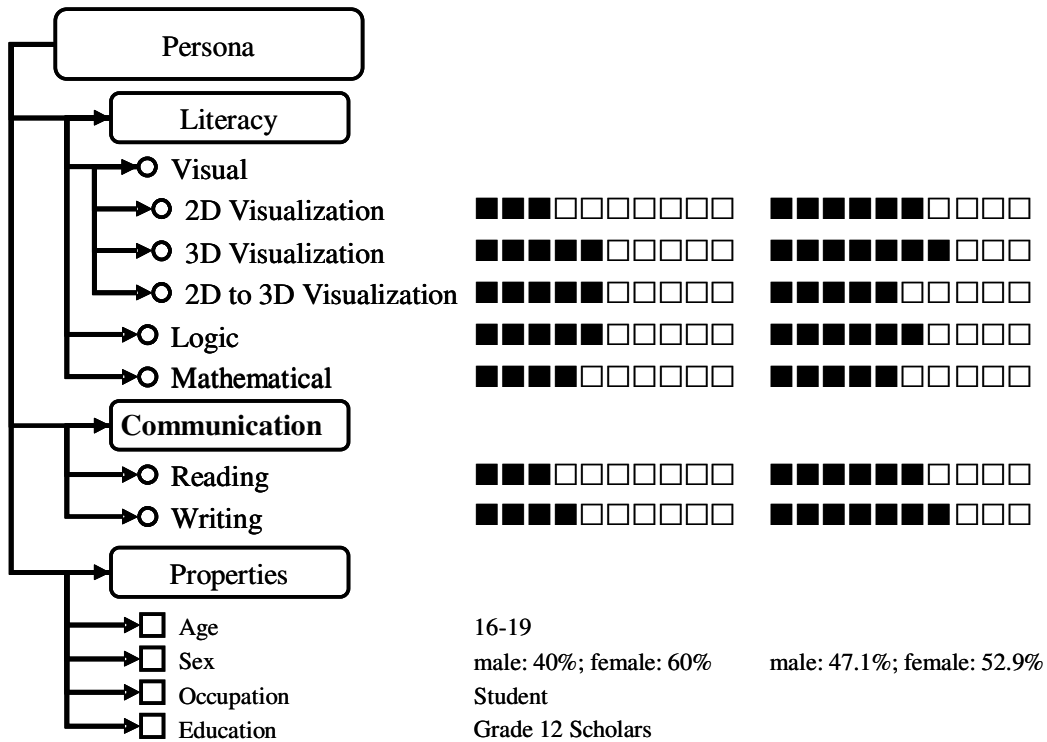 Persona
Literacy
Visual
2D Visualization
3D Visualization
2D to 3D Visualization
Logic
Mathematical
Communication
Reading
Writing
Properties
Age 16-19
Sex male: 40%; female: 60% male: 47.1%; female: 52.9%
Occupation Student
Education Grade 12 Scholars